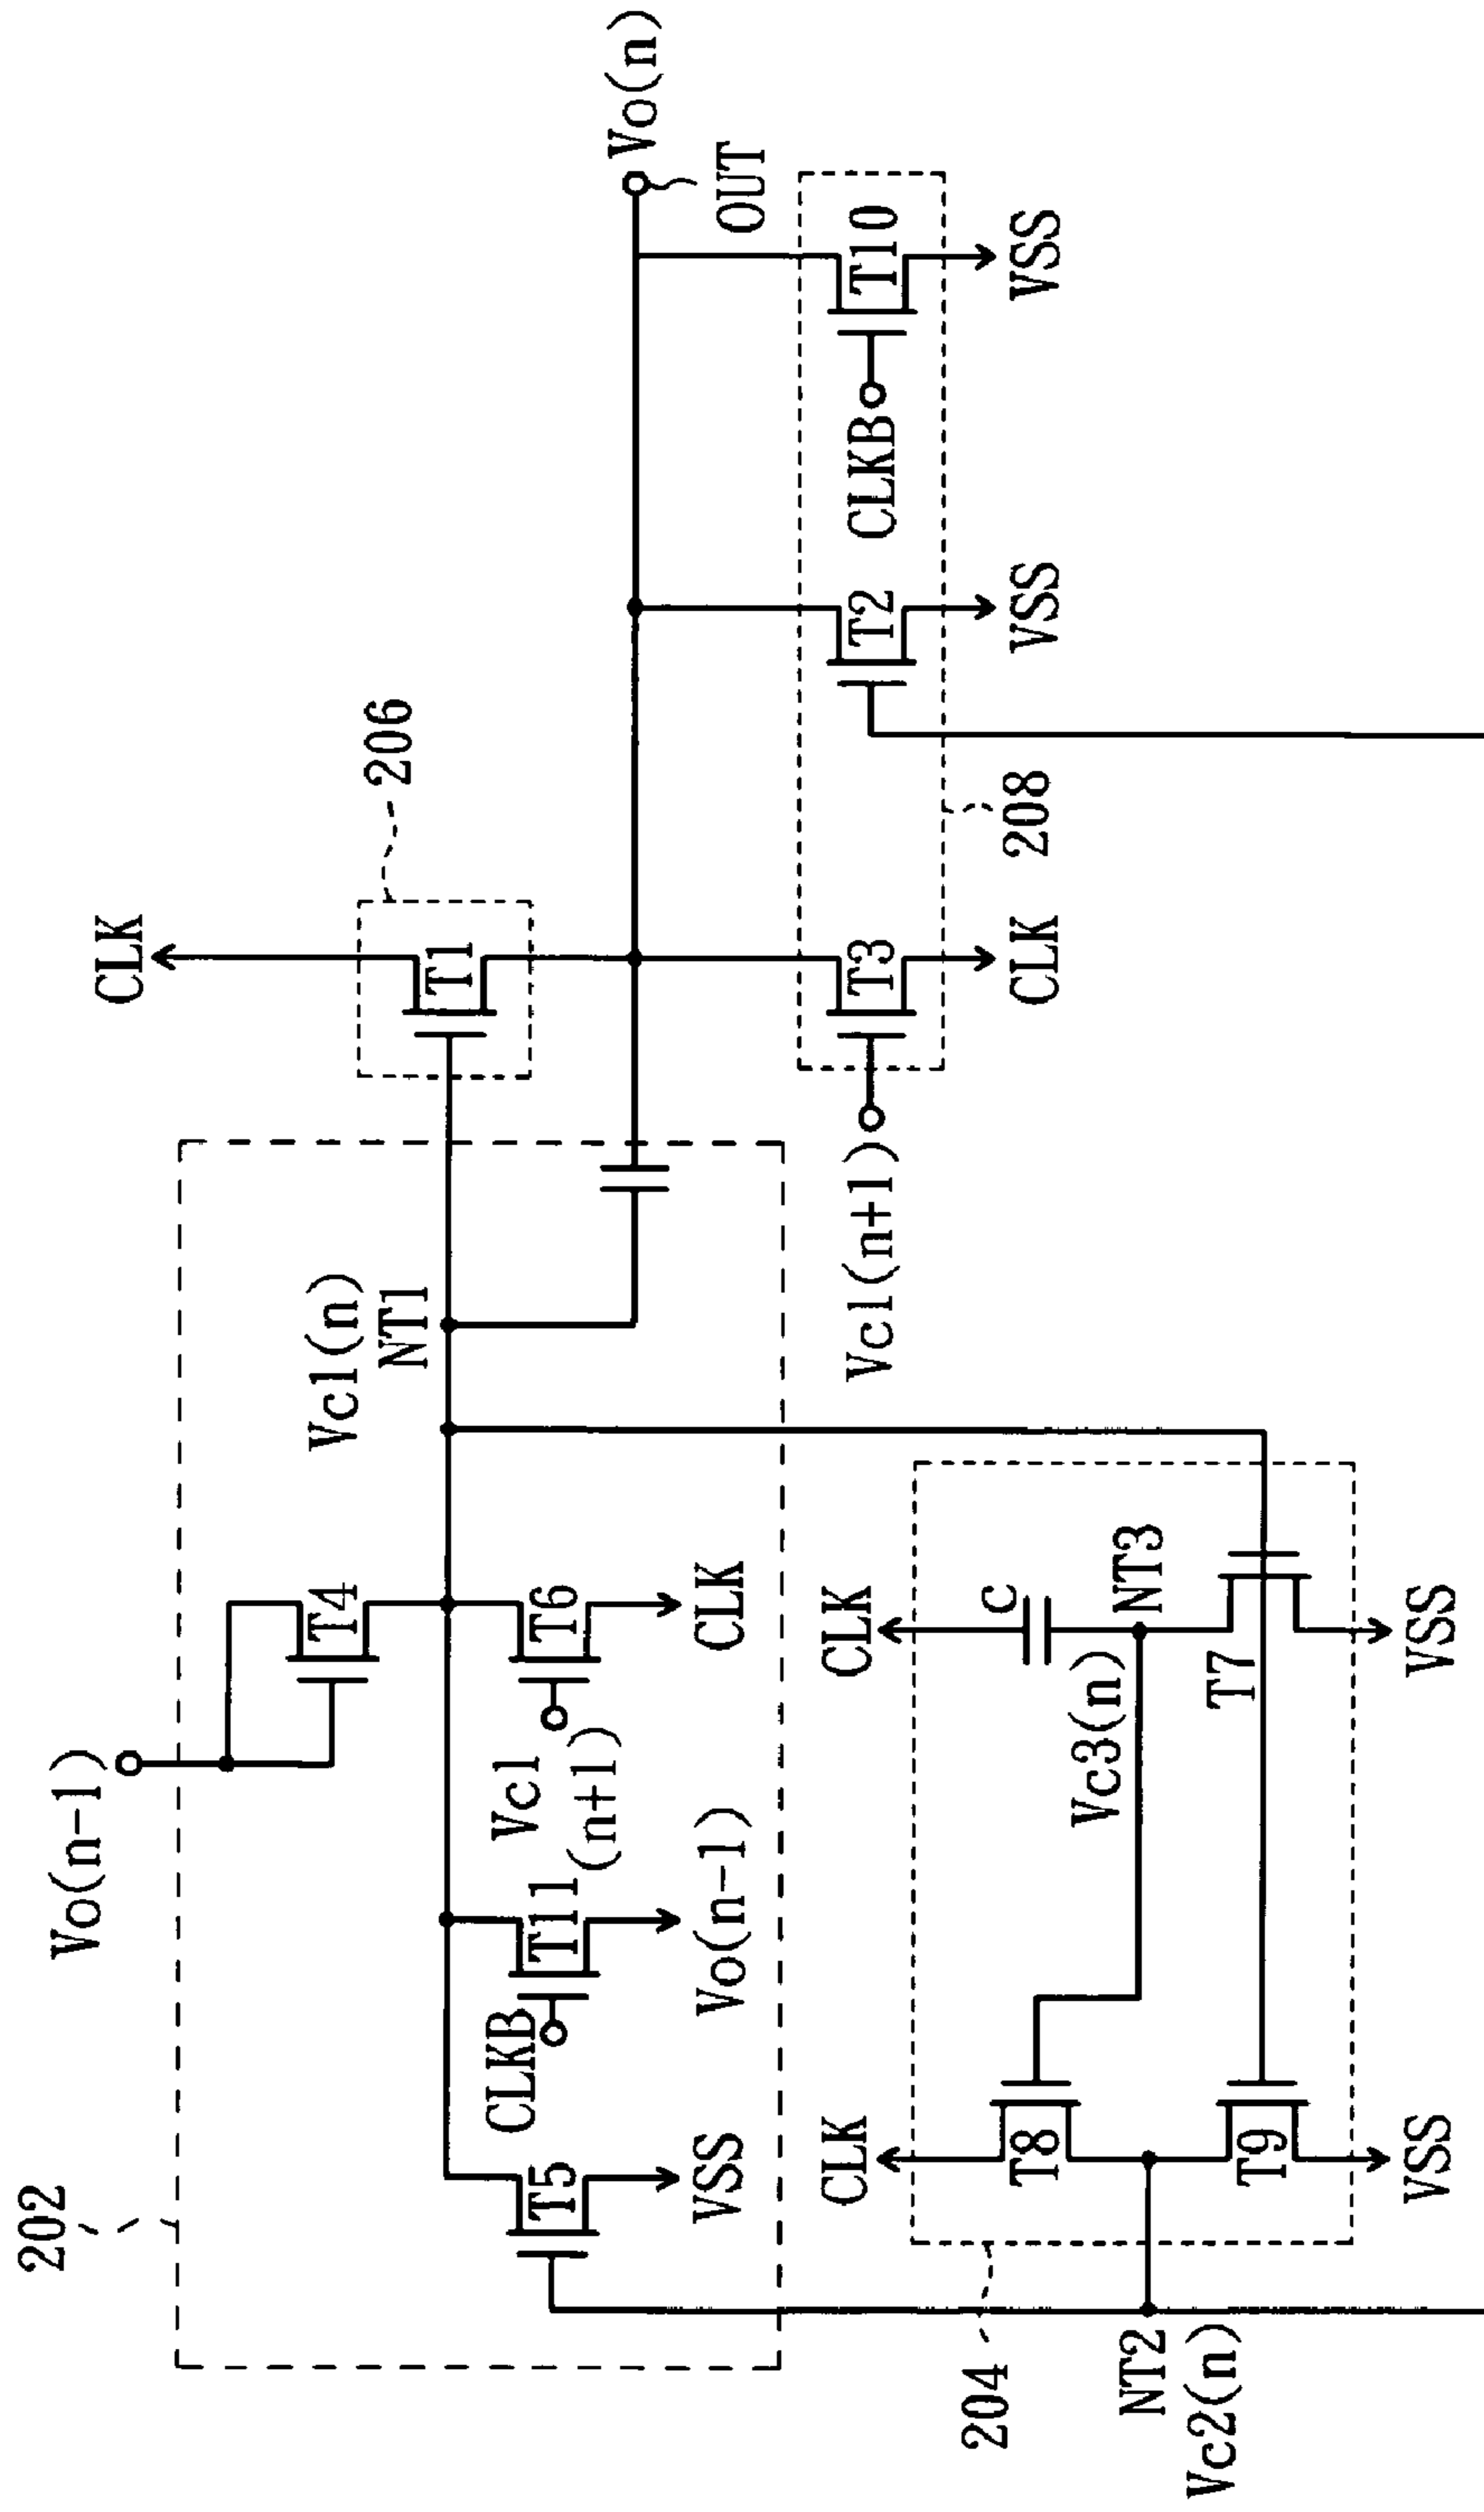 202
Vo(n-1)
T4
Vc1(n)
NT1
CLK
206
T1
Vo(n)
OUT
T5
VSS
CLKB
T11
Vo(n-1)
Vc1
(n+1)
T6
CLK
Vc1(n+1)
T3
CLK
208
T2
VSS
CLKB
T10
VSS
204
NT2
Vc2(n)
CLK
T8
T9
VSS
Vc3(n)
CLK
C
NT3
T7
VSS